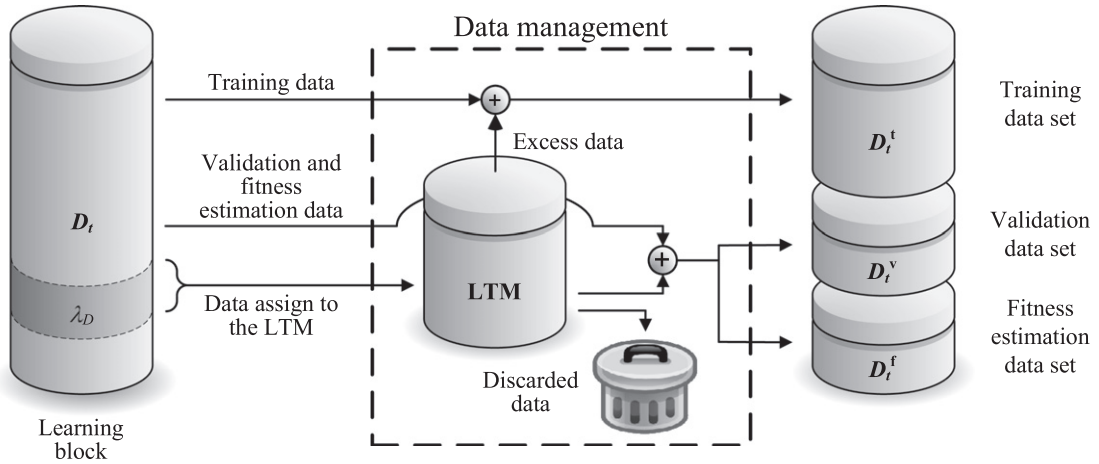 Data management
Training data
+
Excess data
Training
data set
D_t^t
Validation and
fitness
estimation data
D_t
Validation
data set
D_t^v
+
LTM
λ_D
Data assign to
the LTM
Fitness
estimation
data set
D_t^f
Discarded
data
Learning
block